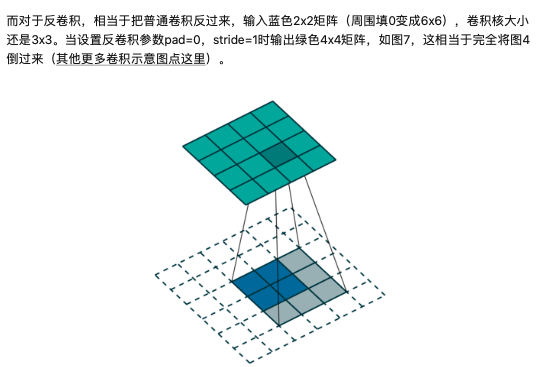 而对于反卷积，相当于把普通卷积反过来，输入蓝色2x2矩阵（周围填0变成6x6），卷积核大小
还是3x3。当设置反卷积参数pad=0，stride=1时输出绿色4x4矩阵，如图7，这相当于完全将图4
倒过来（其他更多卷积示意图点这里）。